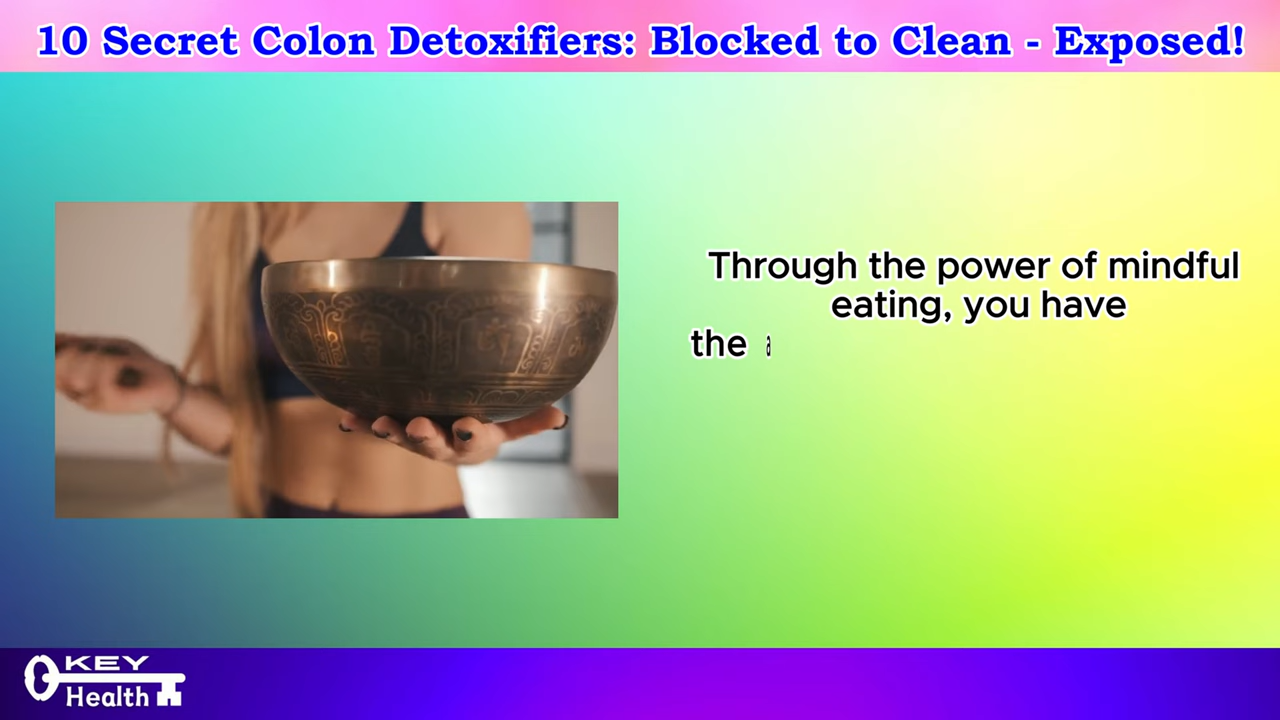 10 Secret Colon Detoxifiers: Blocked to Clean - Exposed!
Through the power of mindful
eating, you have
the a
KEY
Health